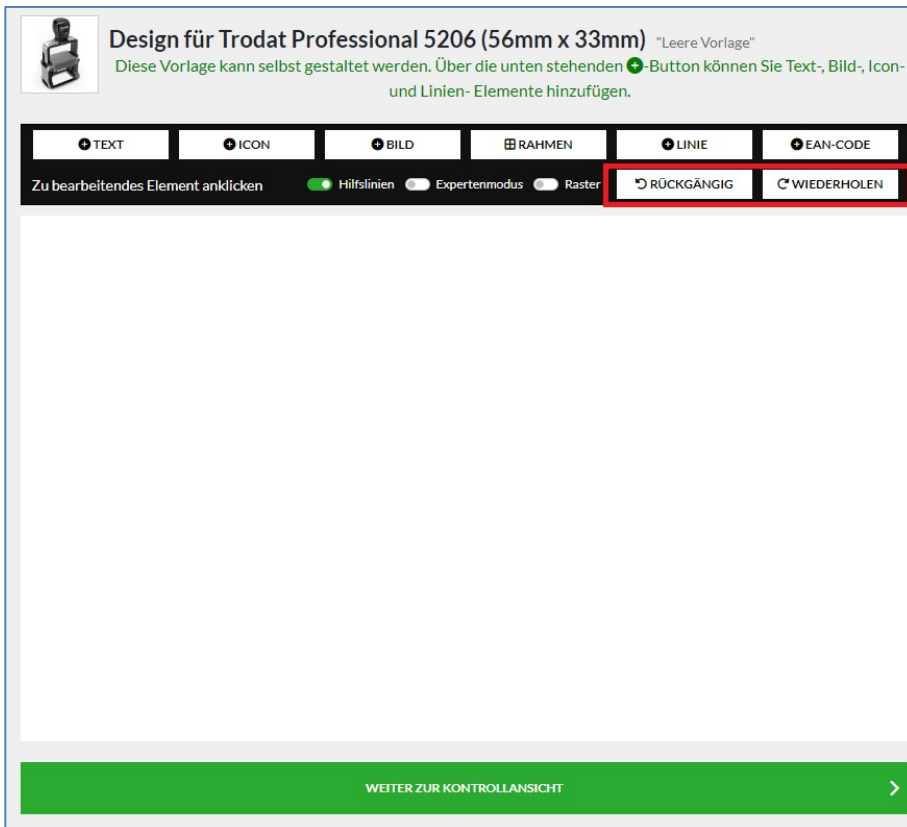 Design für Trodat Professional 5206 (56mm x 33mm) "Leere Vorlage"
Diese Vorlage kann selbst gestaltet werden. Über die unten stehenden -Button können Sie Text-, Bild-, Icon-
und Linien- Elemente hinzufügen.
TEXT ICON BILD RAHMEN LINIE EAN-CODE
Zu bearbeitendes Element anklicken Hilfslinien Expertenmodus Raster RÜCKGÄNGIG WIEDERHOLEN
WEITER ZUR KONTROLLANSICHT